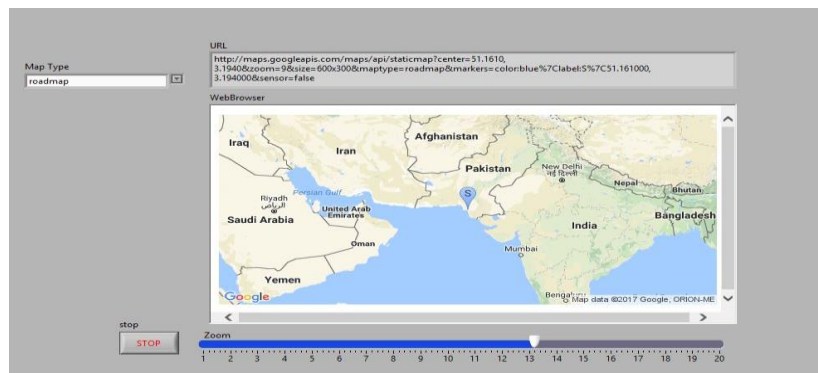 URL
http://maps.googleapis.com/maps/api/staticmap?center=51.1610,
3.1940&zoom=9&size=600x300&maptype=roadmap&markers=color:blue%7Clabel:S%7C51.161000,
3.194000&sensor=false
Map Type
roadmap
WebBrowser
Iraq
Iran
Afghanistan
Pakistan
New Delhi
नई दिल्ली
Nepal
Bhutan
Persian Gulf
Riyadh
الرياض
United Arab
Emirates
Saudi Arabia
Bangladesh
India
Oman
Mumbai
Yemen
Google
Bengaluru
Map data ©2017 Google, ORION-ME
S
stop
STOP
Zoom
1 2 3 4 5 6 7 8 9 10 11 12 13 14 15 16 17 18 19 20